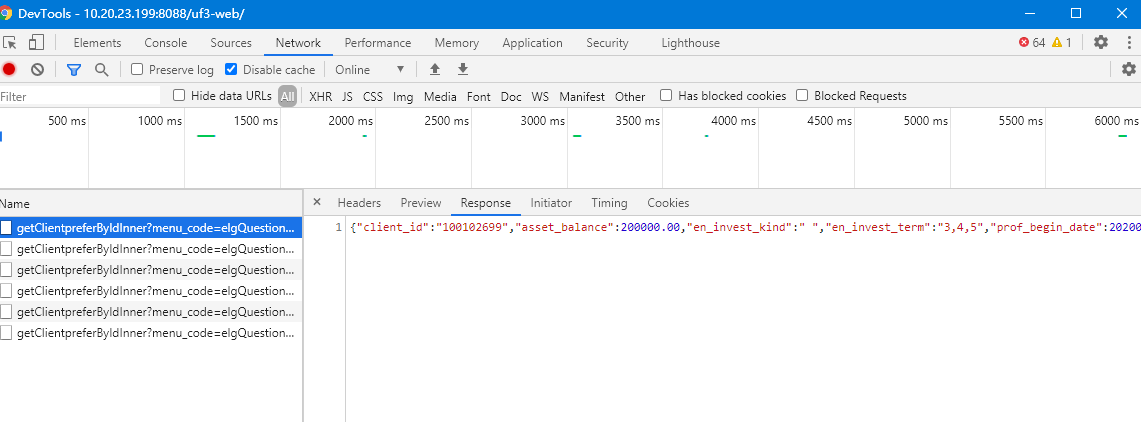 DevTools - 10.20.23.199:8088/uf3-web/
Elements Console Sources Network Performance Memory Application Security Lighthouse 64 1
Preserve log Disable cache Online
Filter Hide data URLs All XHR JS CSS Img Media Font Doc WS Manifest Other Has blocked cookies Blocked Requests
500 ms 1000 ms 1500 ms 2000 ms 2500 ms 3000 ms 3500 ms 4000 ms 4500 ms 5000 ms 5500 ms 6000 ms
Name × Headers Preview Response Initiator Timing Cookies
getClientpreferByIdInner?menu_code=elgQuestion... 1 {"client_id":"100102699","asset_balance":200000.00,"en_invest_kind":" ","en_invest_term":"3,4,5","prof_begin_date":20200
getClientpreferByIdInner?menu_code=elgQuestion...
getClientpreferByIdInner?menu_code=elgQuestion...
getClientpreferByIdInner?menu_code=elgQuestion...
getClientpreferByIdInner?menu_code=elgQuestion...
getClientpreferByIdInner?menu_code=elgQuestion...